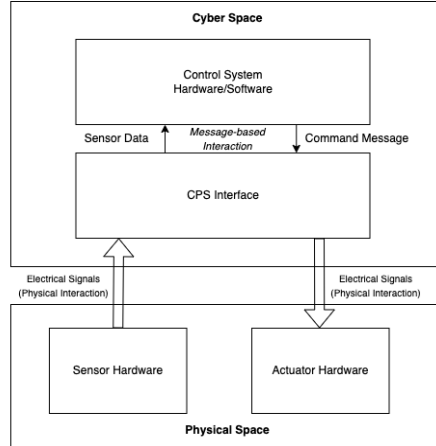 Cyber Space
Control System
Hardware/Software
Sensor Data
Message-based
Interaction
Command Message
CPS Interface
Electrical Signals
(Physical Interaction)
Electrical Signals
(Physical Interaction)
Sensor Hardware
Actuator Hardware
Physical Space